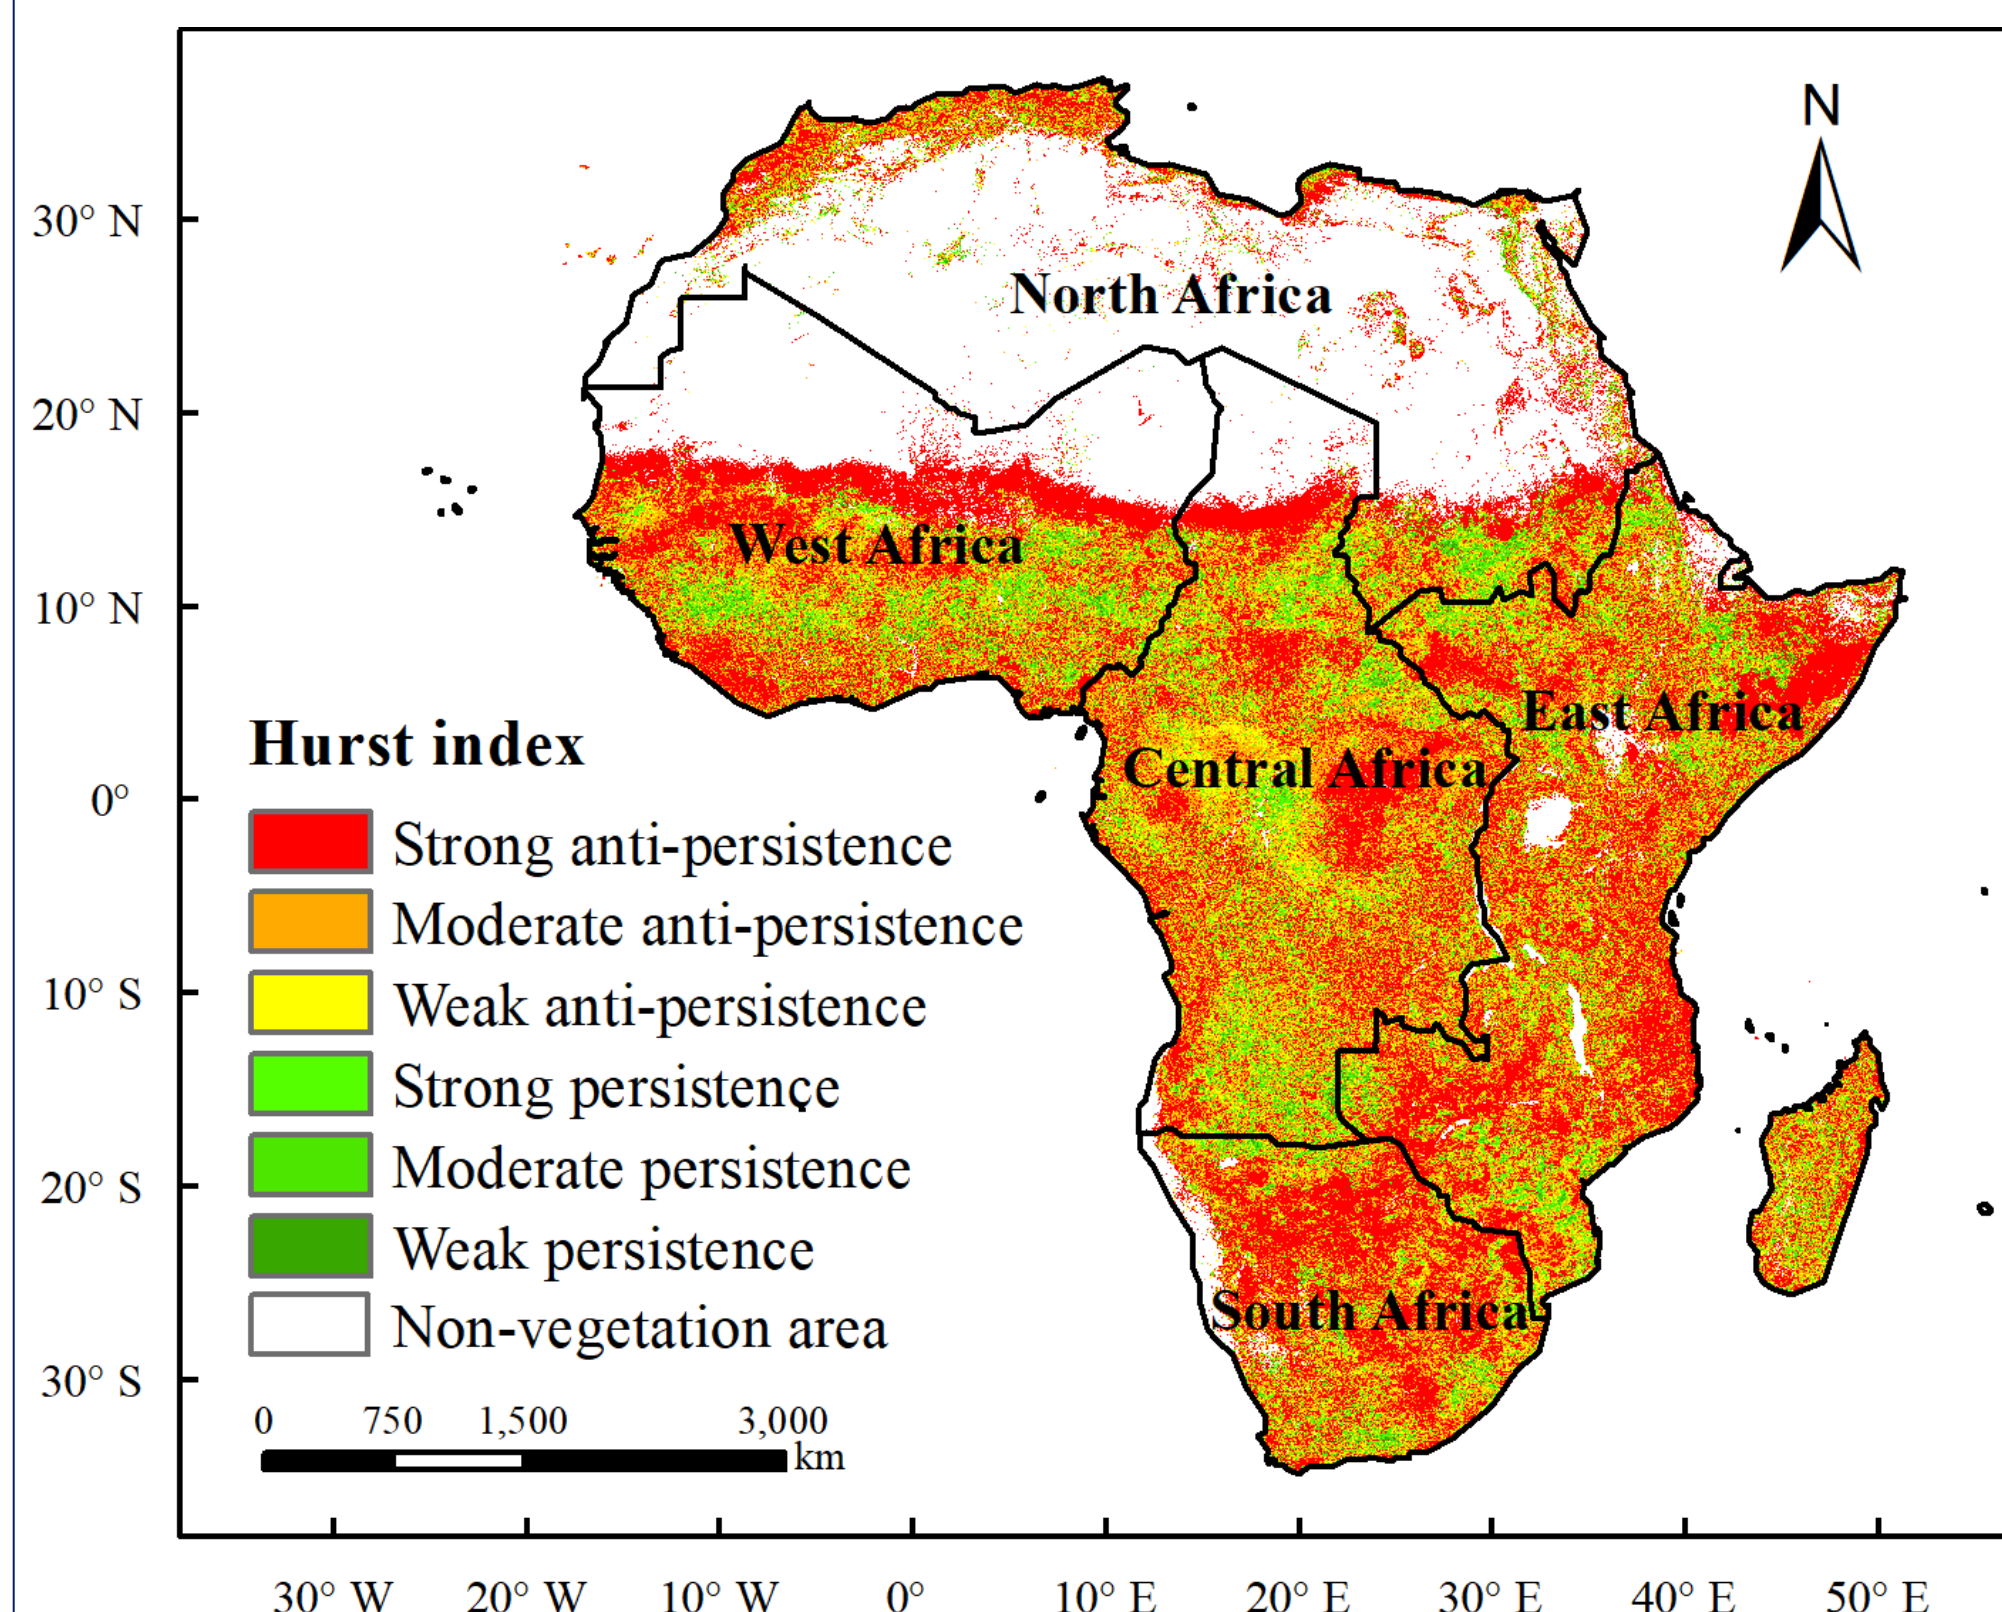 N
30° N
North Africa
20° N
West Africa
10° N
East Africa
Hurst index
Central Africa
0°
Strong anti-persistence
Moderate anti-persistence
Weak anti-persistence
10° S
Strong persistence
Moderate persistence
20° S
Weak persistence
South Africa
Non-vegetation area
30° S
0 750 1,500 3,000
km
30° W 20° W 10° W 0° 10° E 20° E 30° E 40° E 50° E